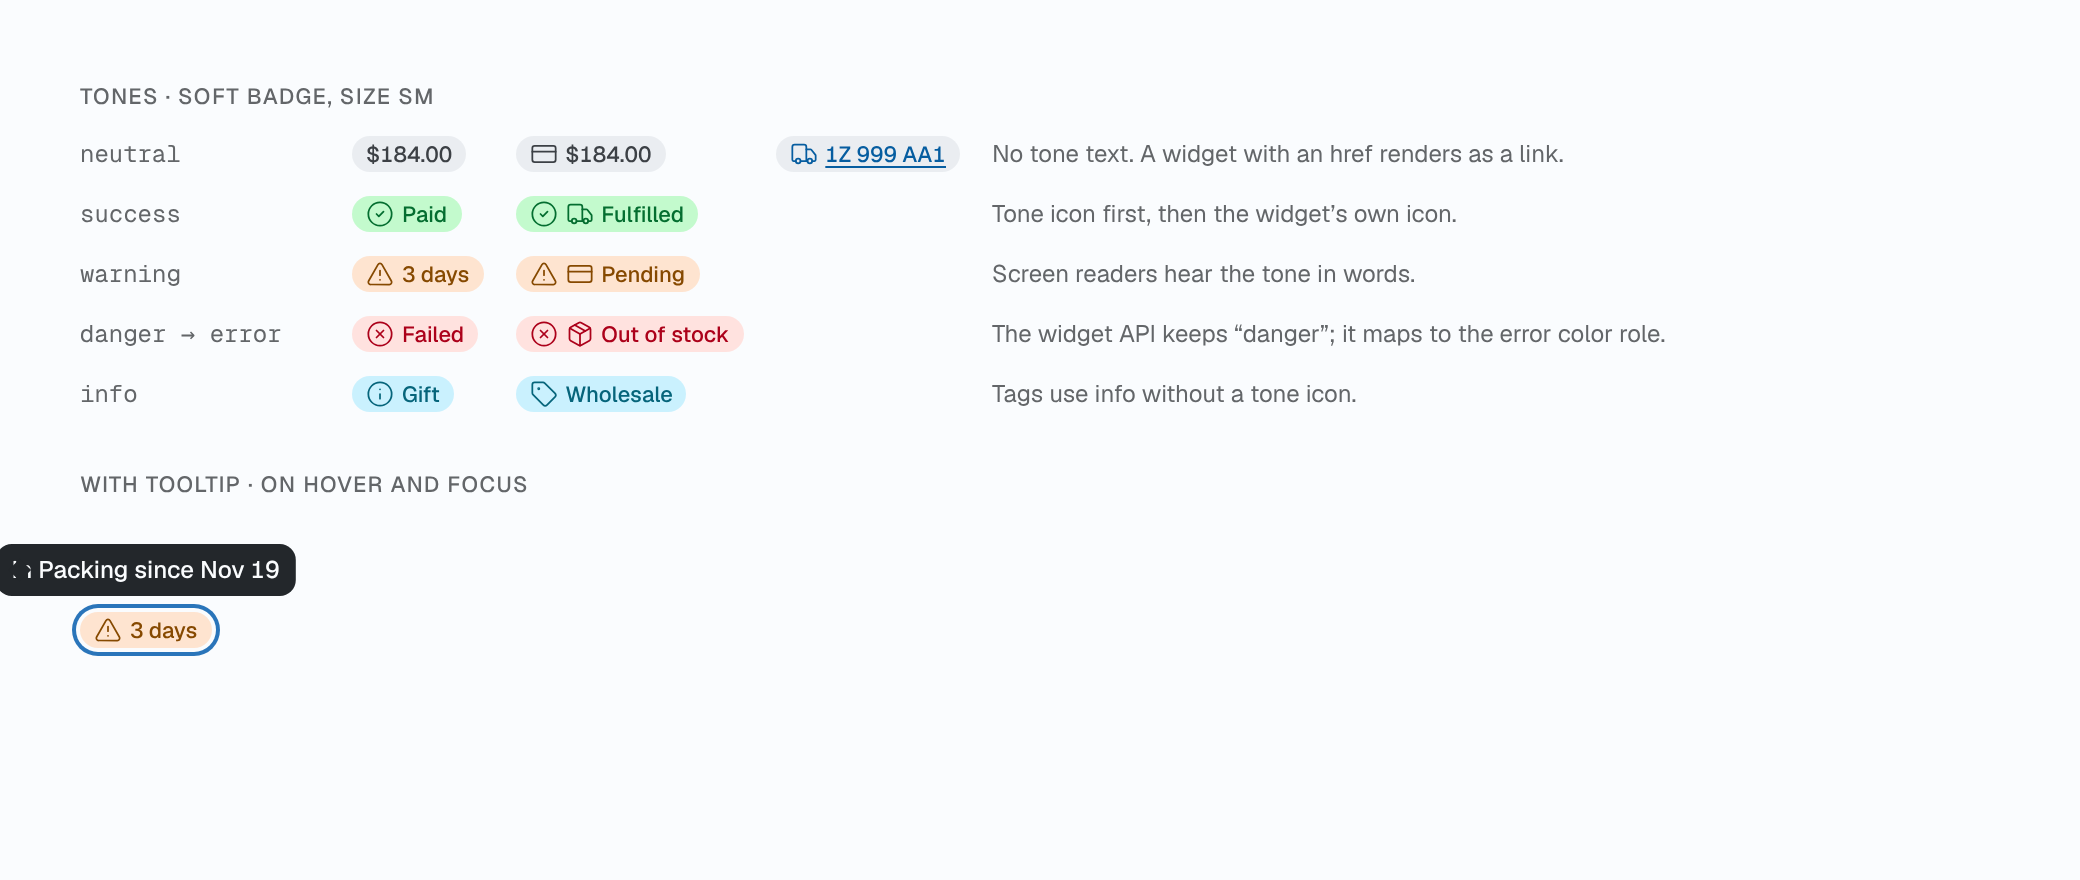 TONES · SOFT BADGE, SIZE SM
neutral $184.00 $184.00 1Z 999 AA1 No tone text. A widget with an href renders as a link.
success Paid Fulfilled Tone icon first, then the widget’s own icon.
warning 3 days Pending Screen readers hear the tone in words.
danger → error Failed Out of stock The widget API keeps “danger”; it maps to the error color role.
info Gift Wholesale Tags use info without a tone icon.
WITH TOOLTIP · ON HOVER AND FOCUS
Packing since Nov 19
3 days